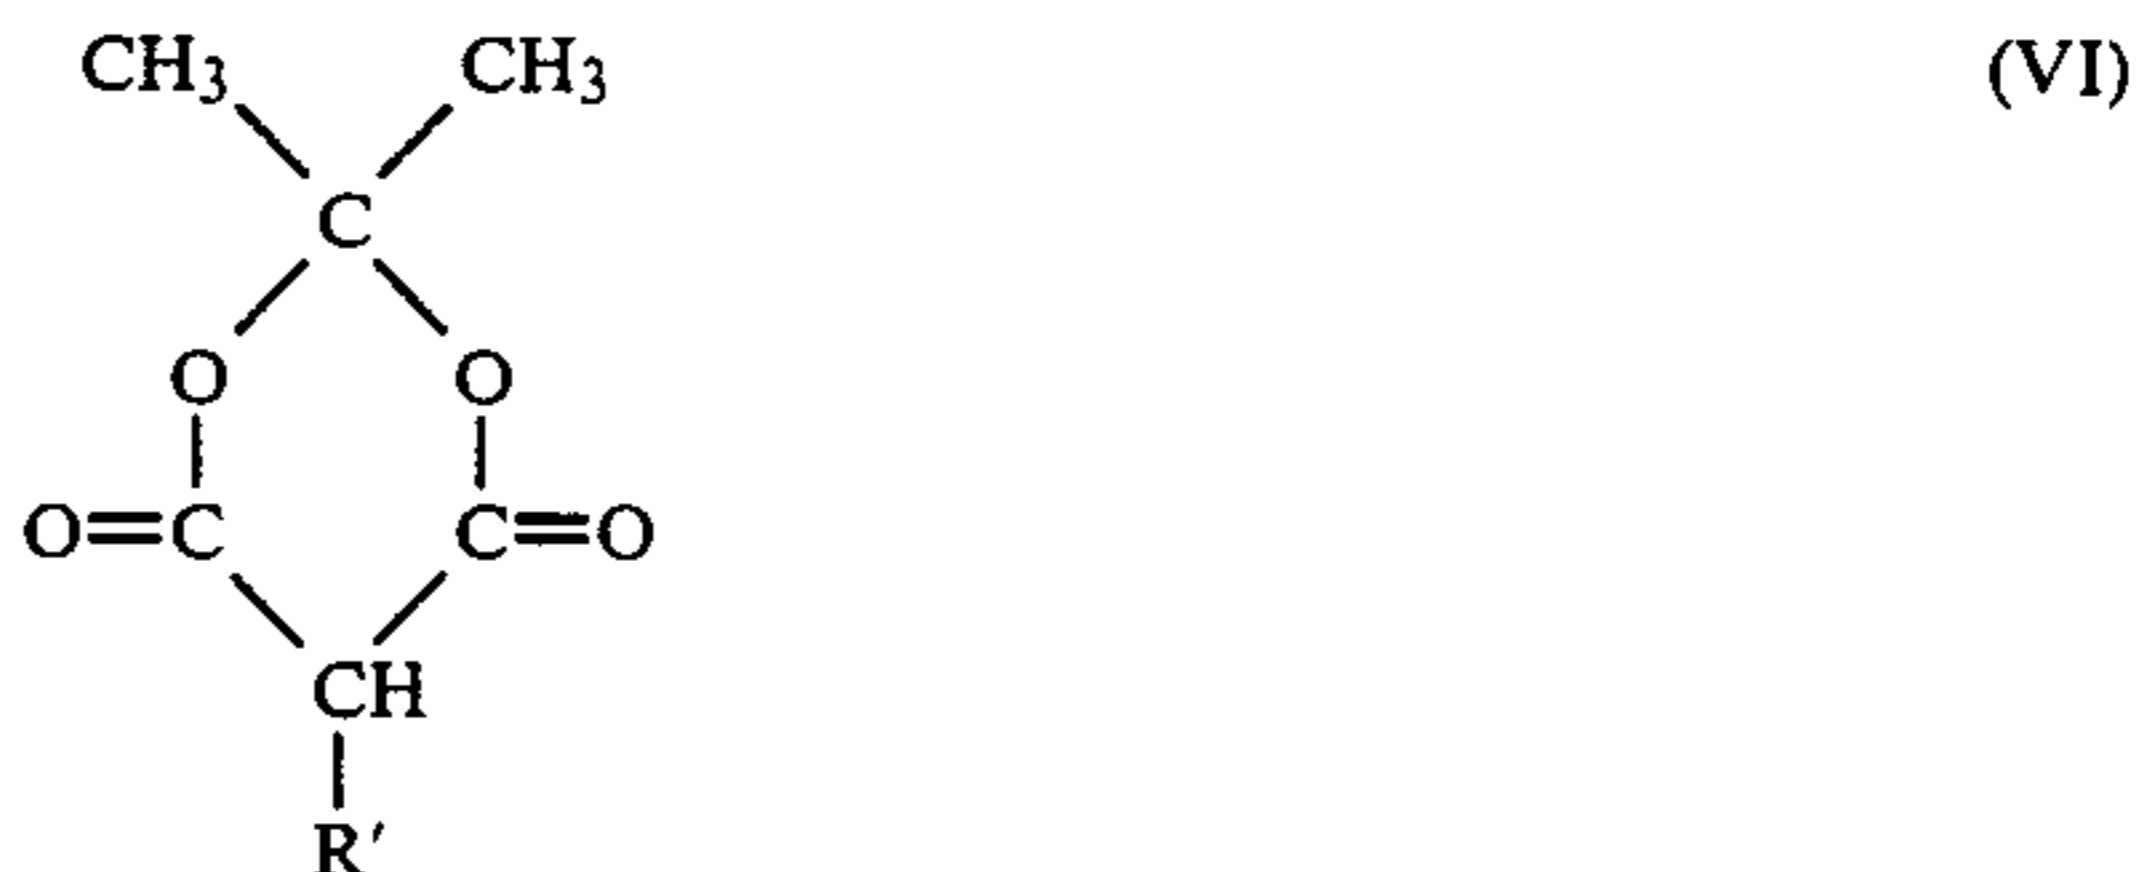 CH3 CH3 (VI)
C
O O
O=C C=O
CH
R'